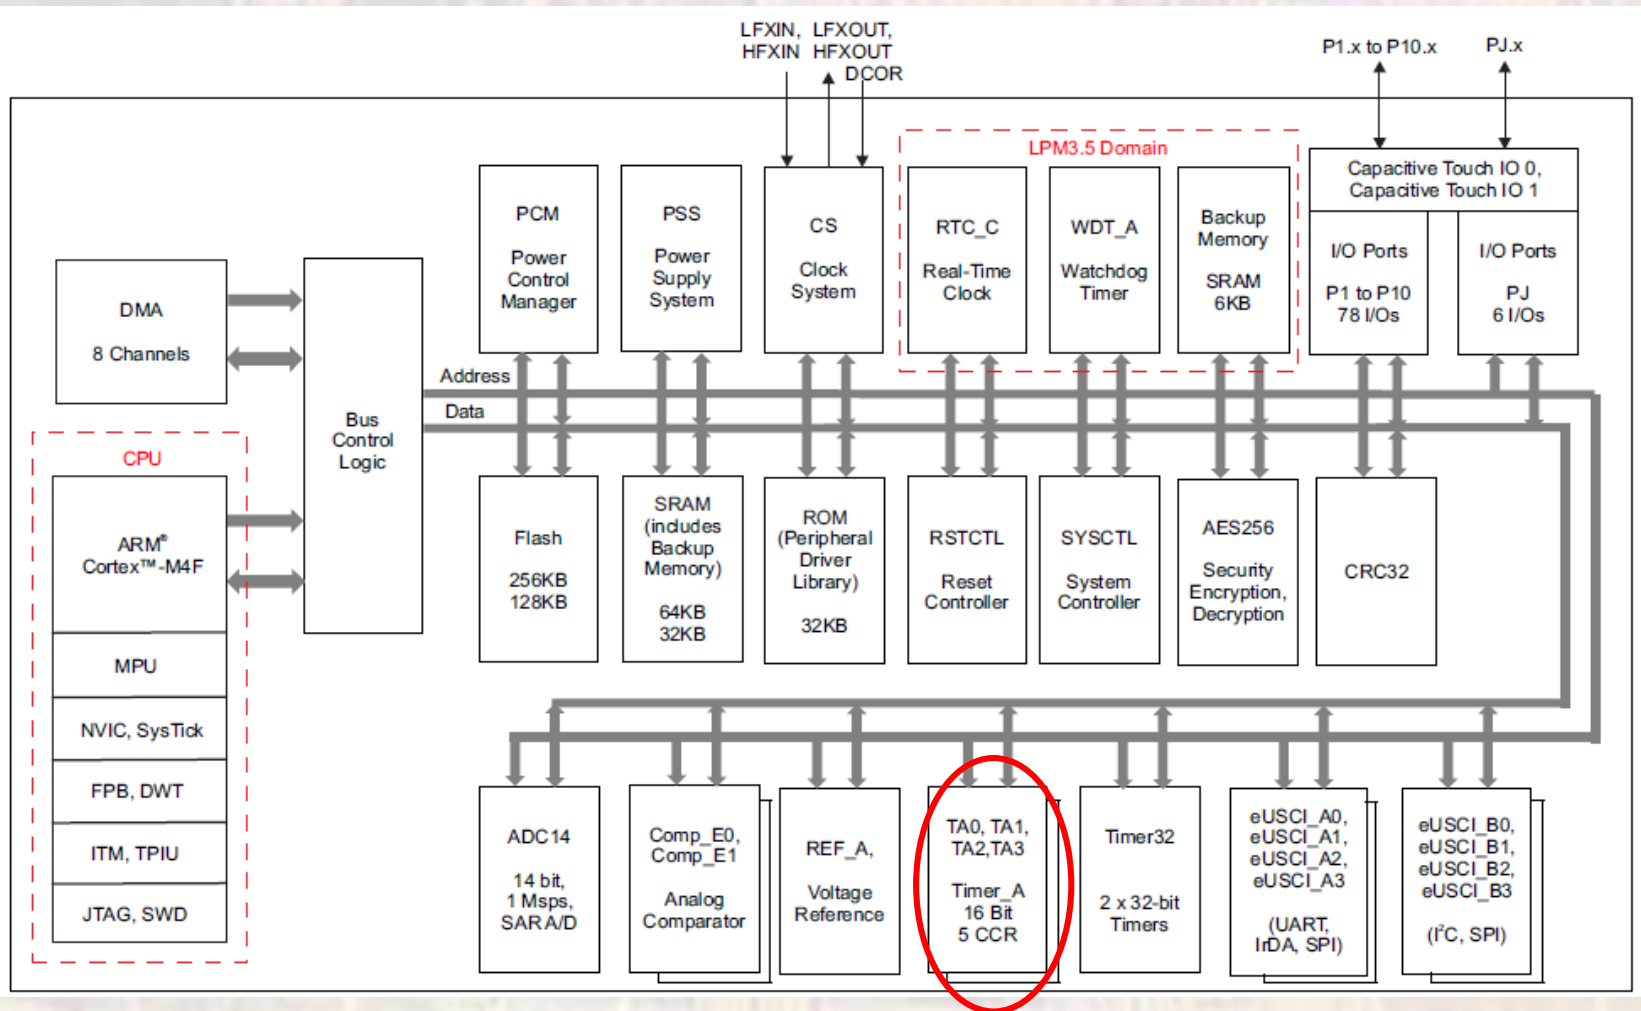 LFXIN, LFXOUT,
HFXIN HFXOUT
DCOR
P1.x to P10.x
PJ.x
LPM3.5 Domain
PCM
Power
Control
Manager
PSS
Power
Supply
System
CS
Clock
System
RTC_C
Real-Time
Clock
WDT_A
Watchdog
Timer
Backup
Memory
SRAM
6KB
Capacitive Touch IO 0,
Capacitive Touch IO 1
I/O Ports
P1 to P10
78 I/Os
I/O Ports
PJ
6 I/Os
DMA
8 Channels
Bus
Control
Logic
Address
Data
CPU
ARM®
Cortex™-M4F
MPU
NVIC, SysTick
FPB, DWT
ITM, TPIU
JTAG, SWD
Flash
256KB
128KB
SRAM
(includes
Backup
Memory)
64KB
32KB
ROM
(Peripheral
Driver
Library)
32KB
RSTCTL
Reset
Controller
SYSCTL
System
Controller
AES256
Security
Encryption,
Decryption
CRC32
ADC14
14 bit,
1 Msps,
SAR A/D
Comp_E0,
Comp_E1
Analog
Comparator
REF_A,
Voltage
Reference
TA0, TA1,
TA2,TA3
Timer_A
16 Bit
5 CCR
Timer32
2 x 32-bit
Timers
eUSCI_A0,
eUSCI_A1,
eUSCI_A2,
eUSCI_A3
(UART,
IrDA, SPI)
eUSCI_B0,
eUSCI_B1,
eUSCI_B2,
eUSCI_B3
(I²C, SPI)